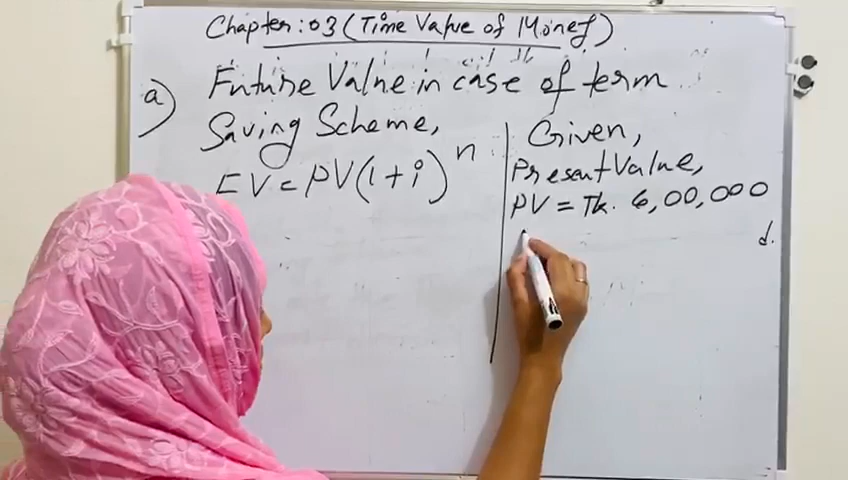 Chapter: 03 (Time Value of Money)
a) Future Value in case of term
Saving Scheme,
FV = PV(1+i)^n
Given,
Present Value,
PV = Tk. 6,00,000
d.